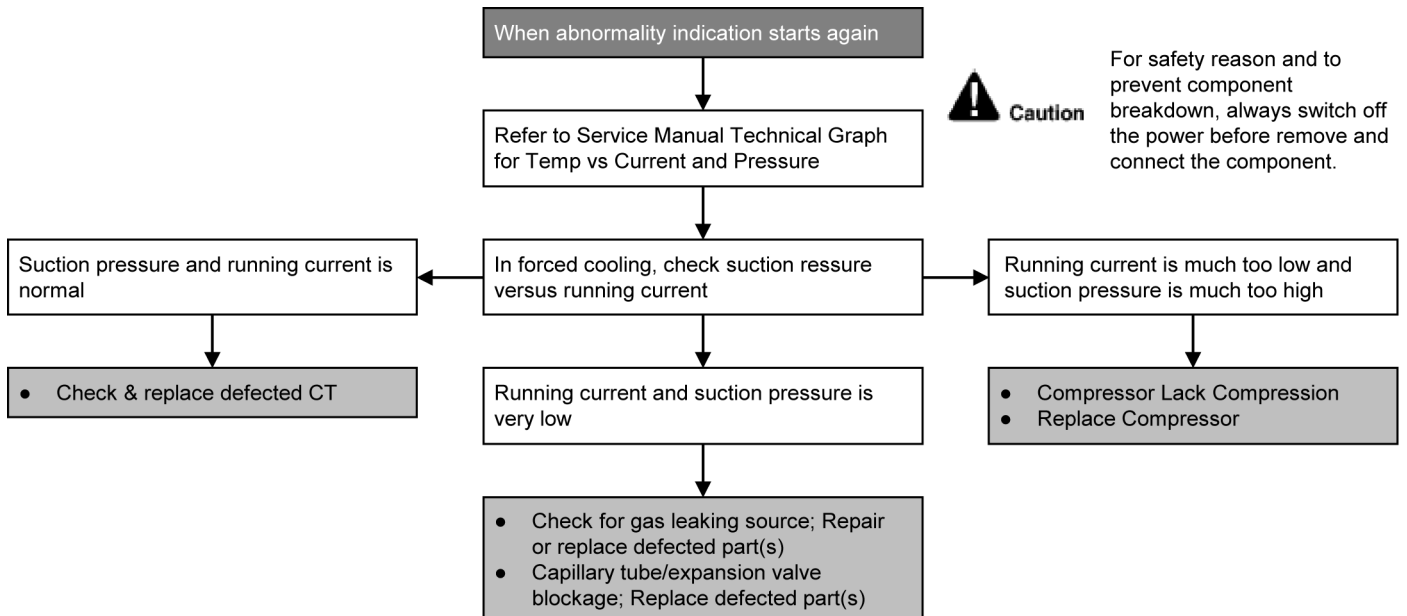 When abnormality indication starts again
Caution
For safety reason and to
prevent component
breakdown, always switch off
the power before remove and
connect the component.
Refer to Service Manual Technical Graph
for Temp vs Current and Pressure
Suction pressure and running current is
normal
In forced cooling, check suction ressure
versus running current
Running current is much too low and
suction pressure is much too high
● Check & replace defected CT
Running current and suction pressure is
very low
● Compressor Lack Compression
● Replace Compressor
● Check for gas leaking source; Repair
or replace defected part(s)
● Capillary tube/expansion valve
blockage; Replace defected part(s)